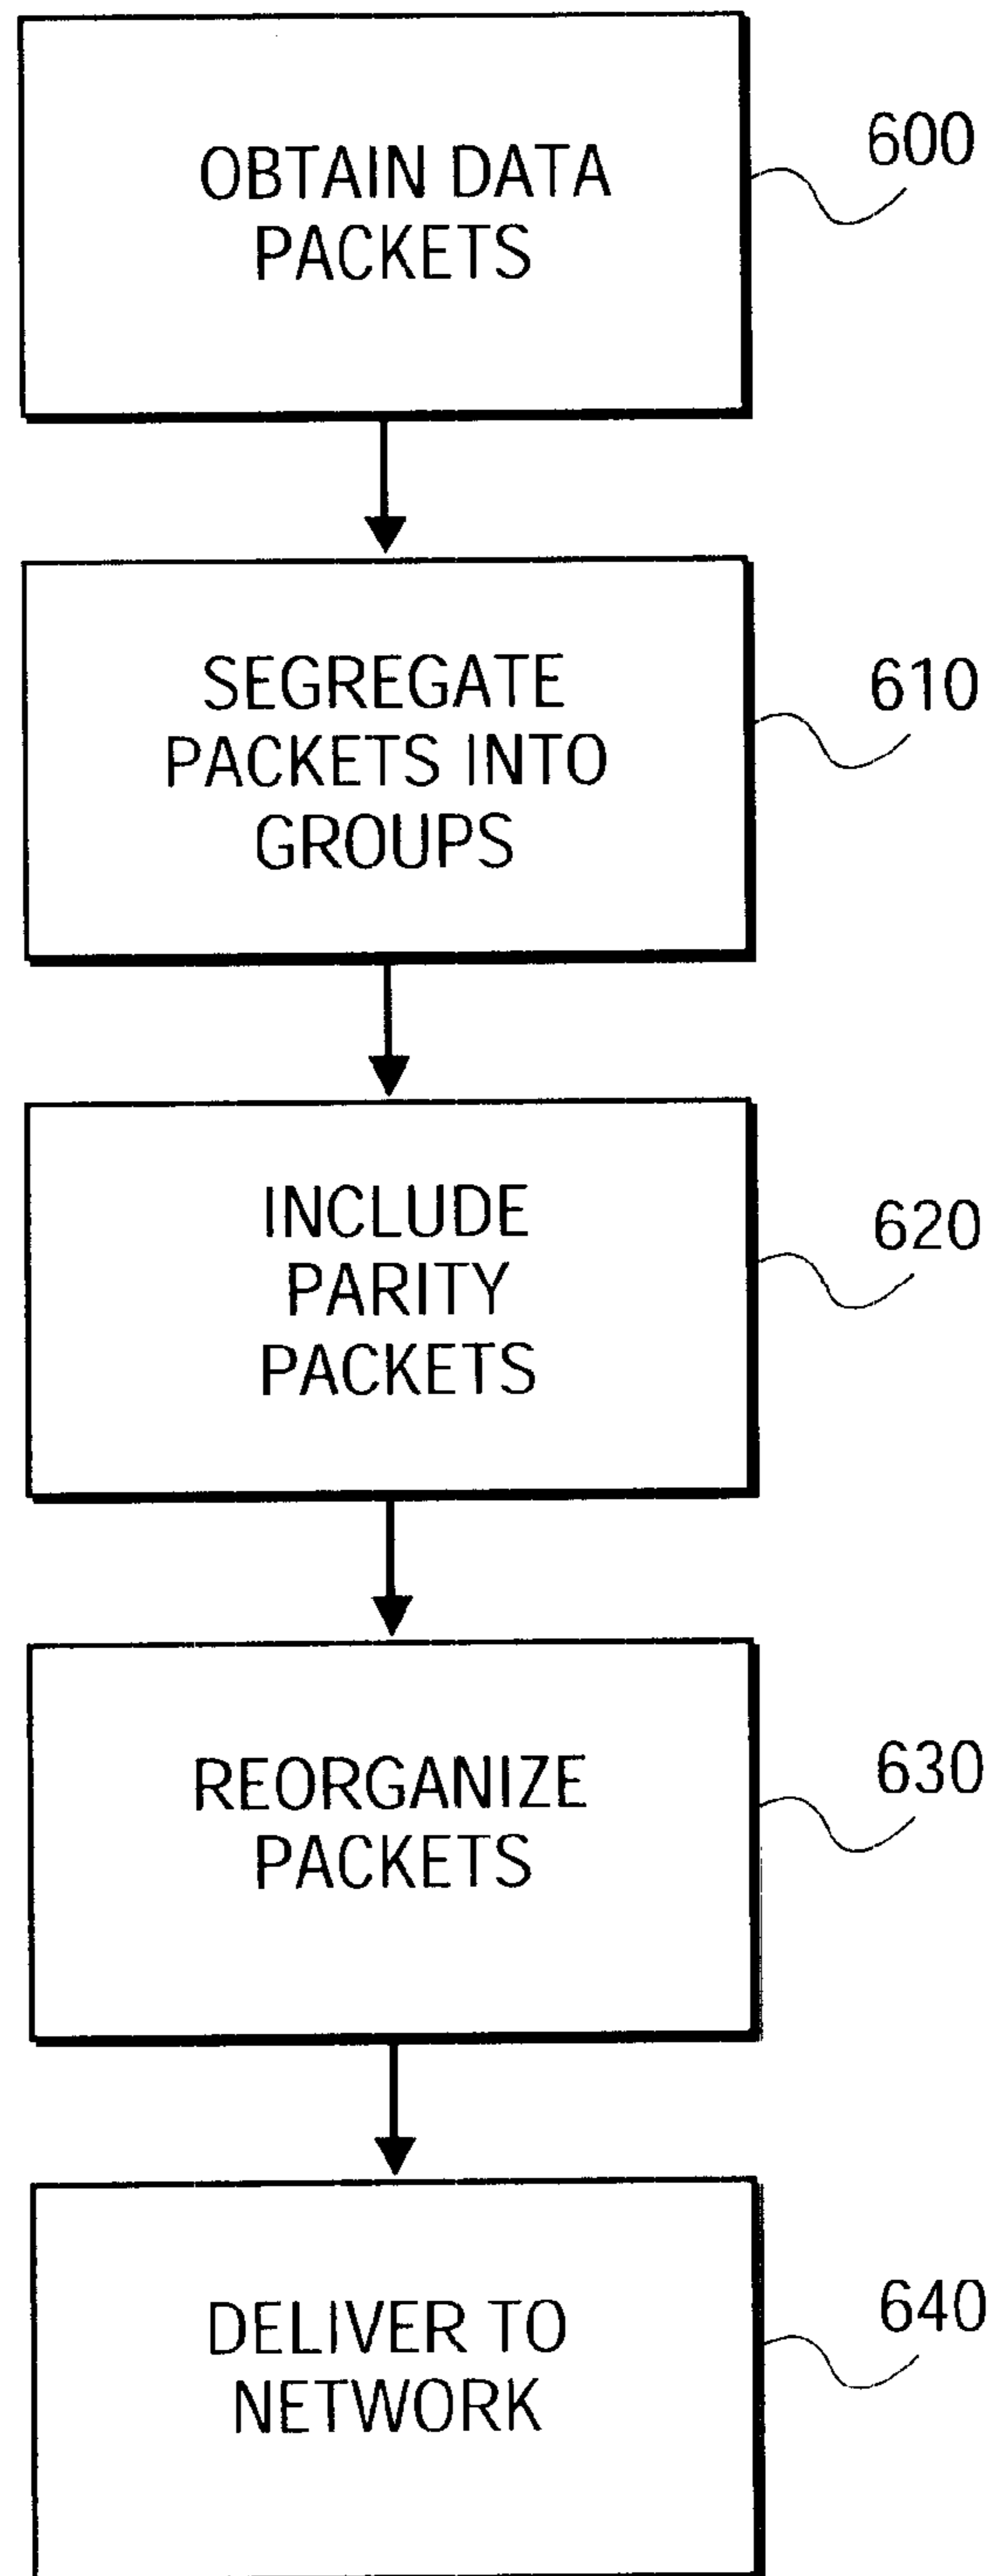 OBTAIN DATA
PACKETS
600
SEGREGATE
PACKETS INTO
GROUPS
610
INCLUDE
PARITY
PACKETS
620
REORGANIZE
PACKETS
630
DELIVER TO
NETWORK
640